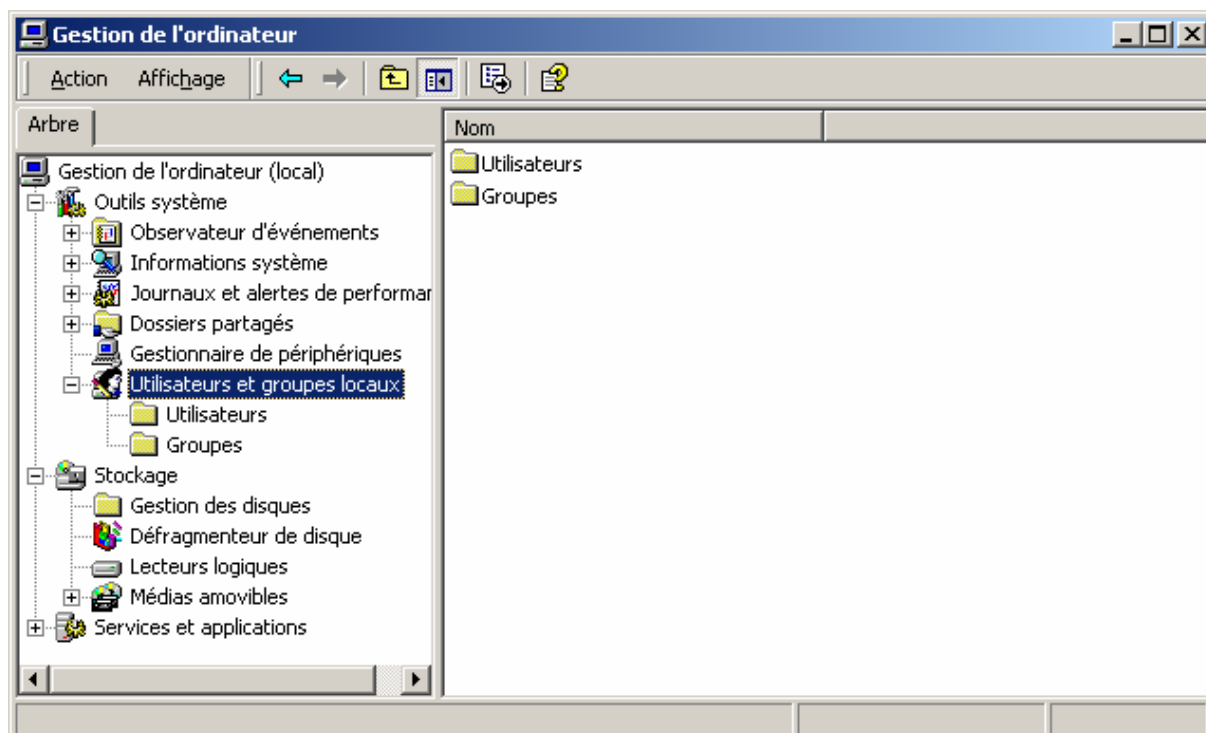 Gestion de l'ordinateur
Action Affichage
Arbre
Nom
Gestion de l'ordinateur (local)
Outils système
Observateur d'événements
Informations système
Journaux et alertes de performar
Dossiers partagés
Gestionnaire de périphériques
Utilisateurs et groupes locaux
Utilisateurs
Groupes
Stockage
Gestion des disques
Défragmenteur de disque
Lecteurs logiques
Médias amovibles
Services et applications
Utilisateurs
Groupes